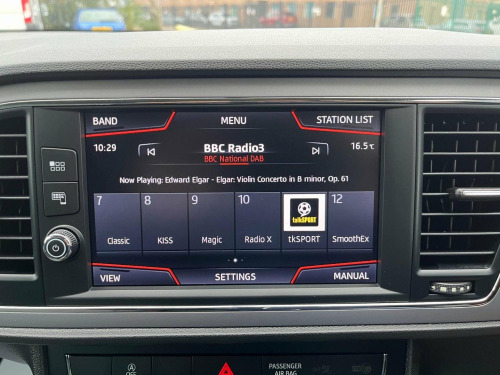 BAND MENU STATION LIST
10:29 BBC Radio3 16.5°C
BBC National DAB
Now Playing: Edward Elgar - Elgar: Violin Concerto in B minor, Op. 61
7 8 9 10 12
talkSPORT
Classic KISS Magic Radio X tkSPORT SmoothEx
VIEW SETTINGS MANUAL
A OFF
PASSENGER
AIR BAG